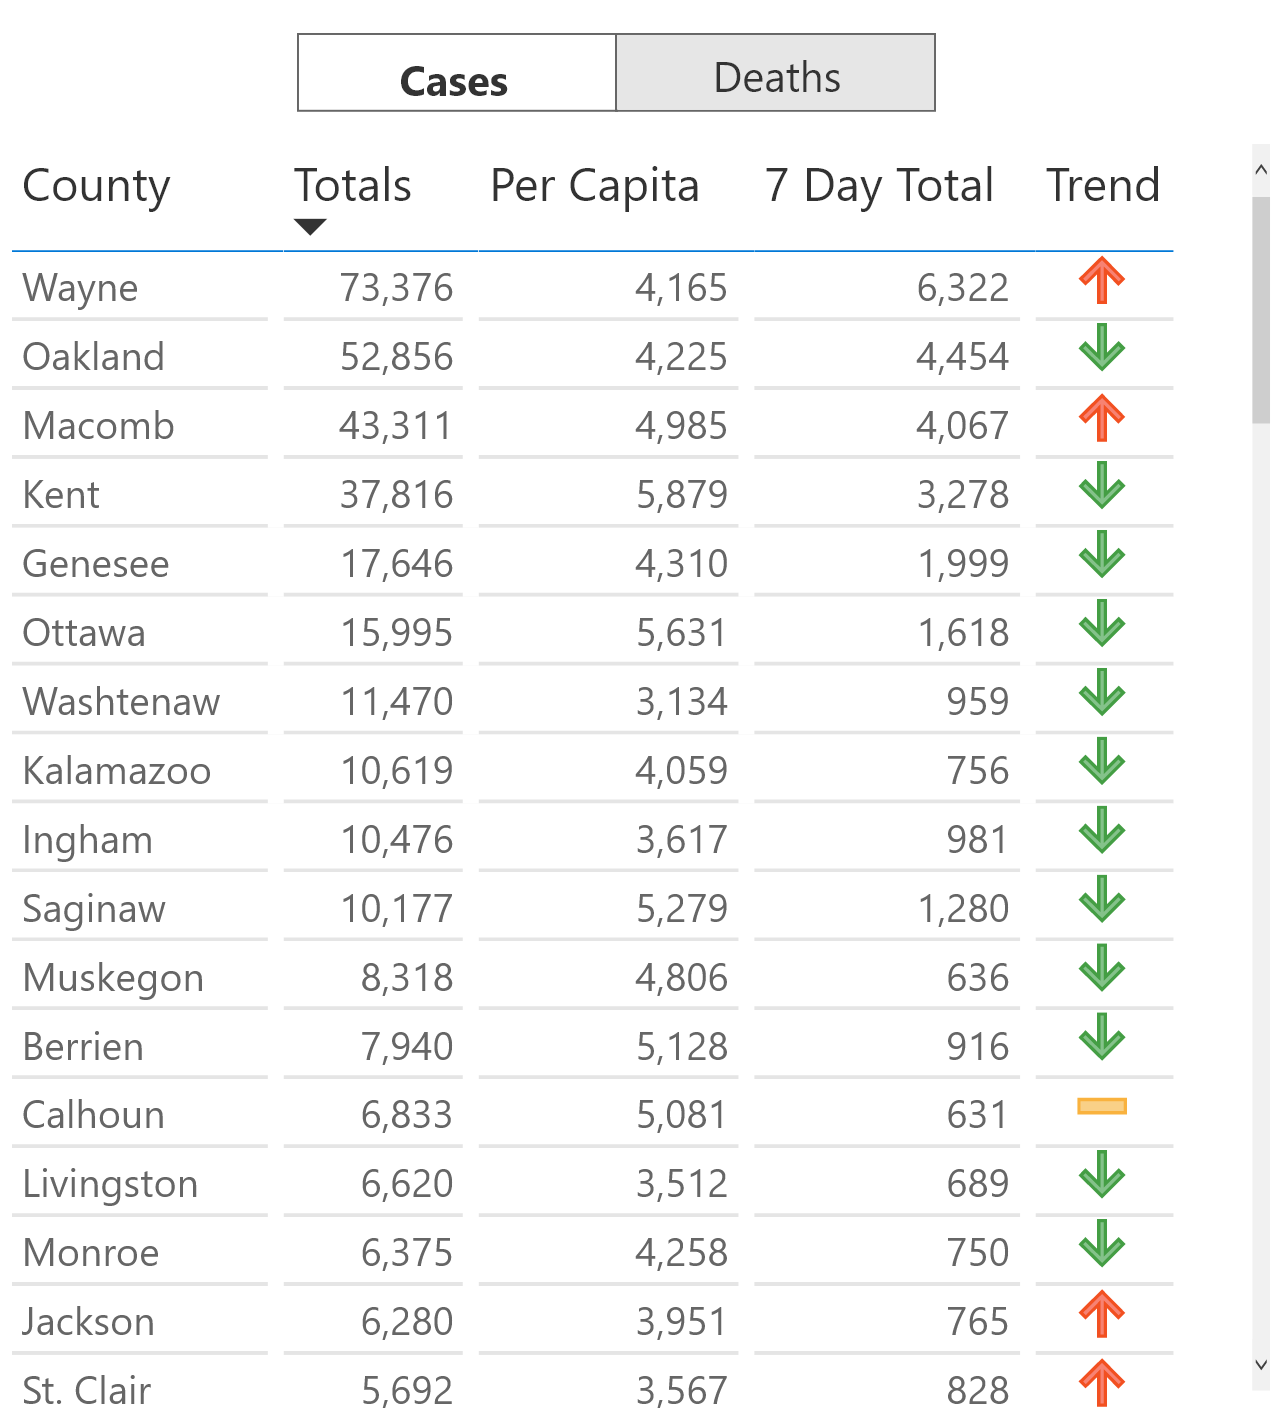 Cases Deaths
County Totals Per Capita 7 Day Total Trend
Wayne 73,376 4,165 6,322
Oakland 52,856 4,225 4,454
Macomb 43,311 4,985 4,067
Kent 37,816 5,879 3,278
Genesee 17,646 4,310 1,999
Ottawa 15,995 5,631 1,618
Washtenaw 11,470 3,134 959
Kalamazoo 10,619 4,059 756
Ingham 10,476 3,617 981
Saginaw 10,177 5,279 1,280
Muskegon 8,318 4,806 636
Berrien 7,940 5,128 916
Calhoun 6,833 5,081 631
Livingston 6,620 3,512 689
Monroe 6,375 4,258 750
Jackson 6,280 3,951 765
St. Clair 5,692 3,567 828